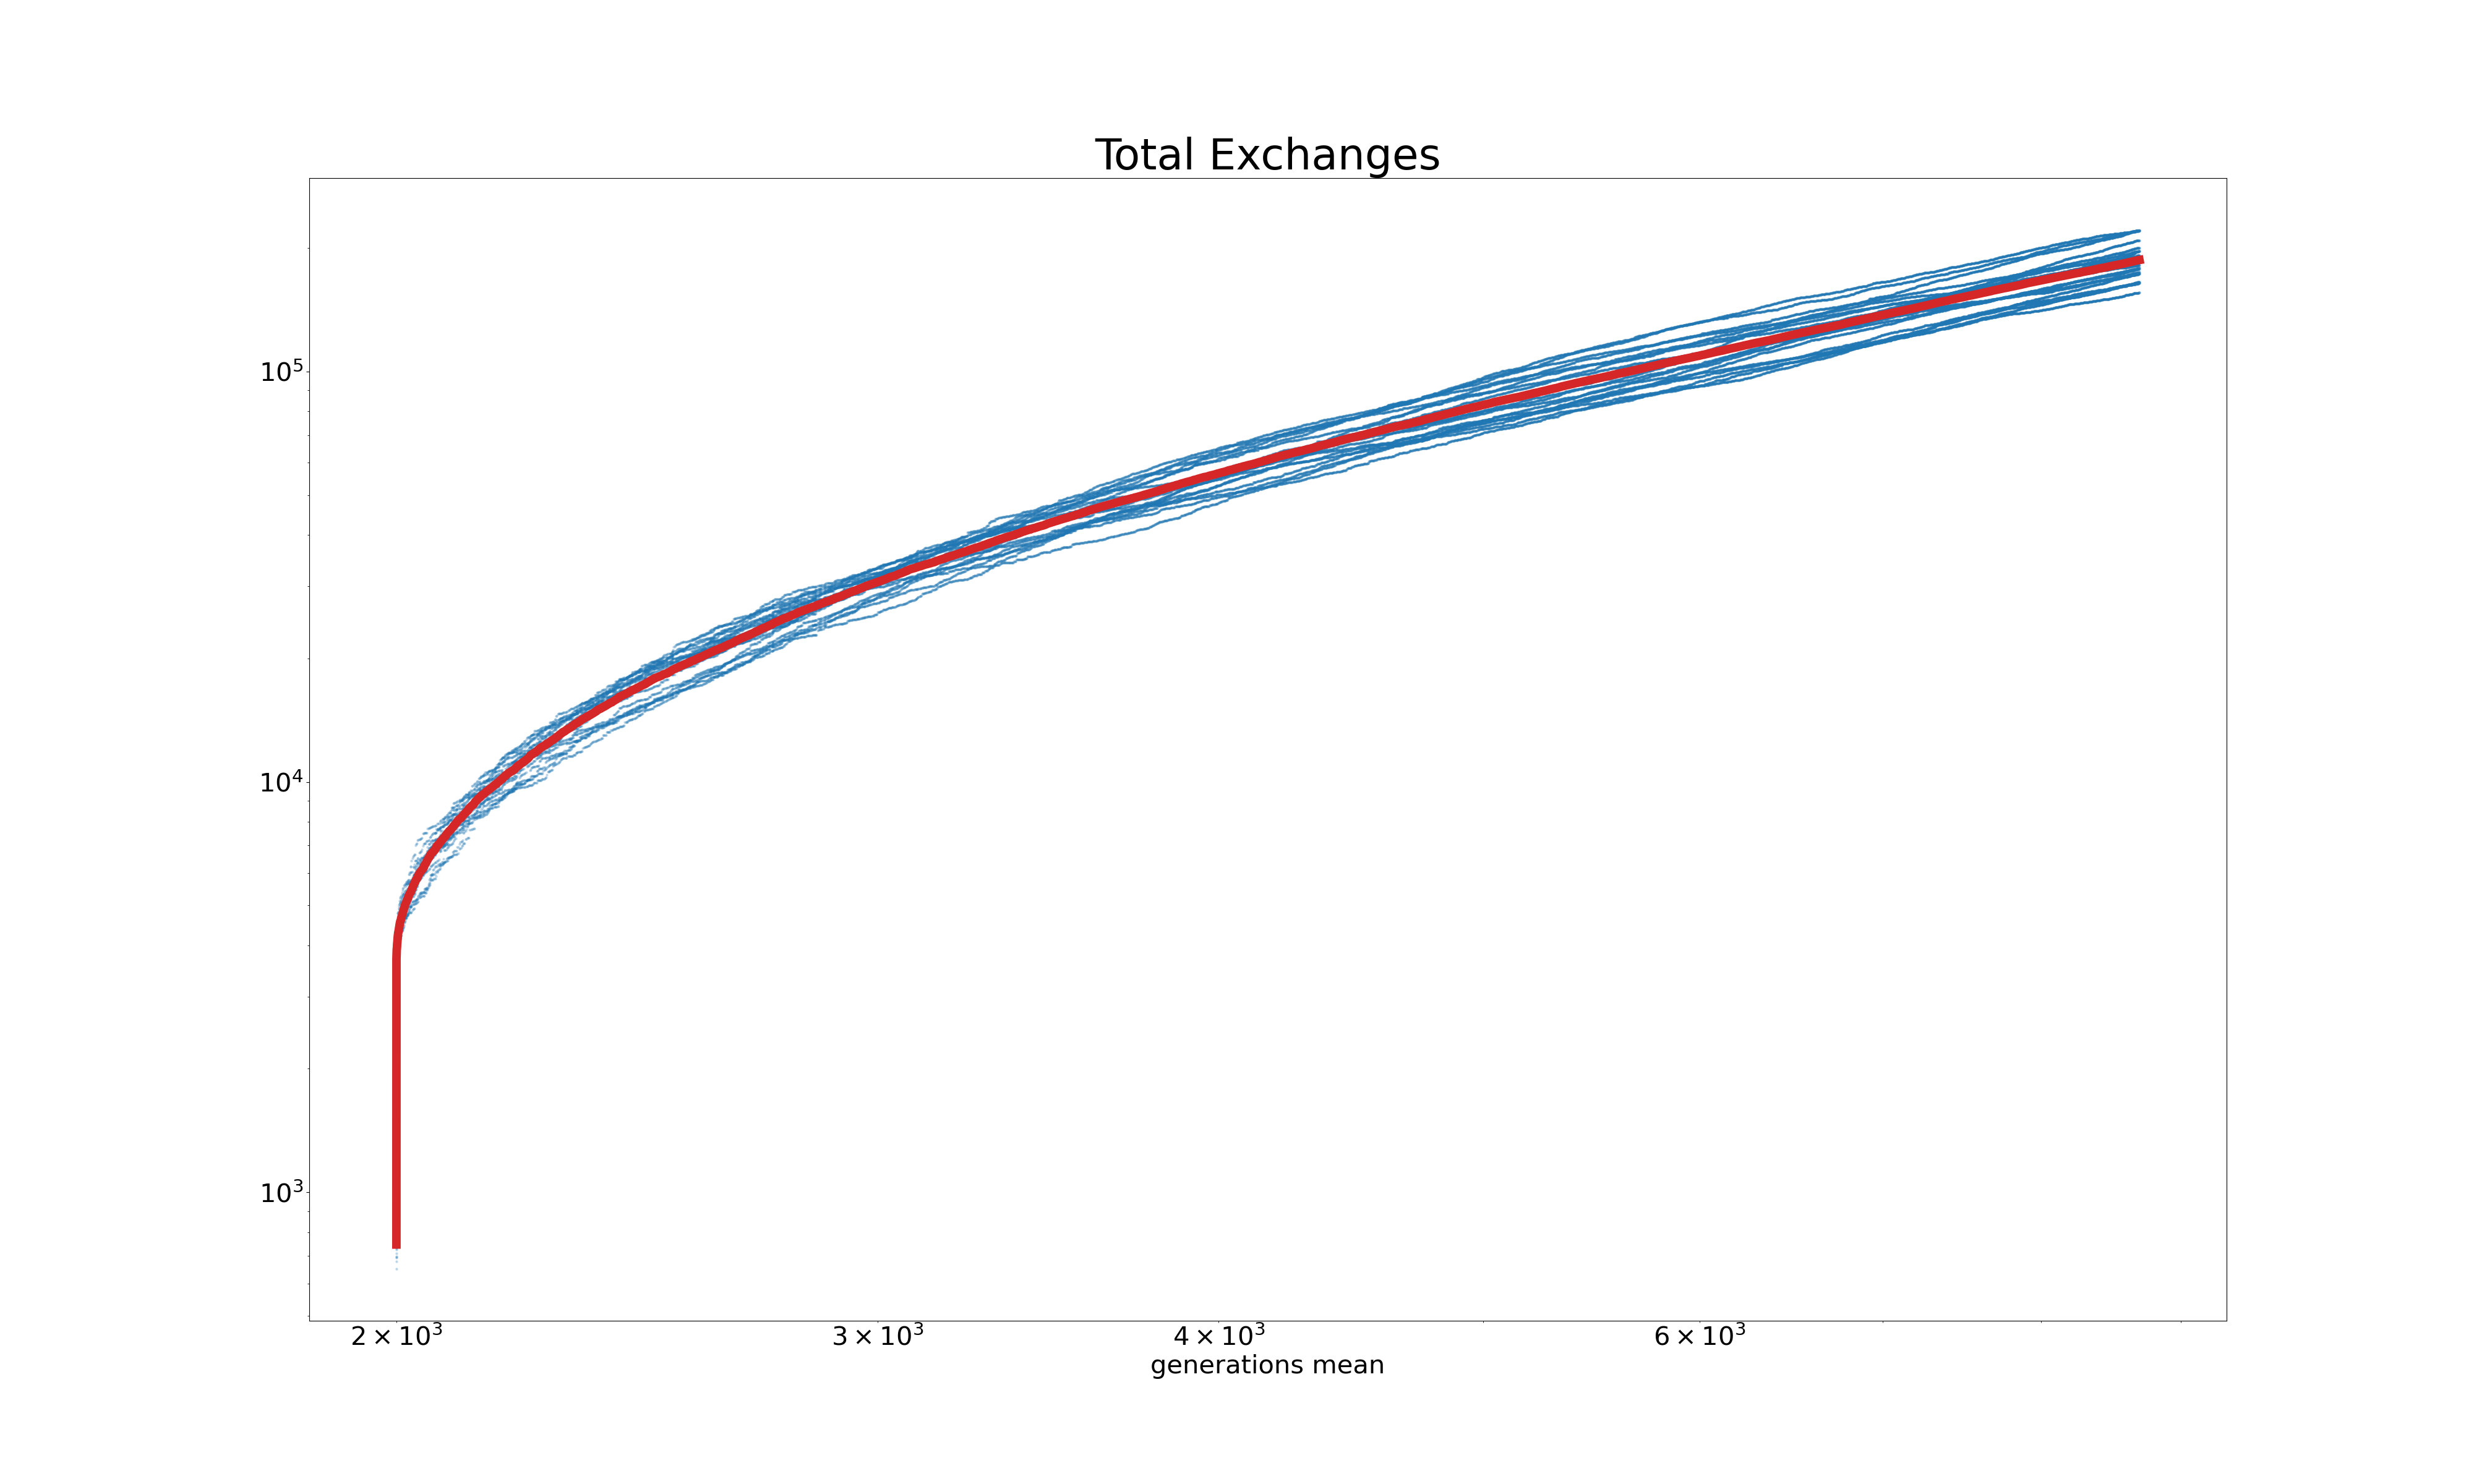 Total Exchanges
10⁵
10⁴
10³
2 × 10³ 3 × 10³ 4 × 10³ 6 × 10³
generations mean